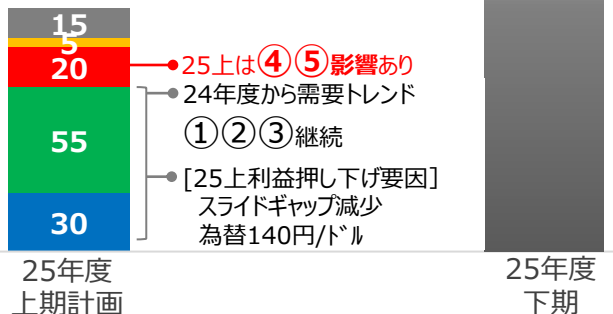 15
5
20
55
30
25上は④⑤影響あり
24年度から需要トレンド
①②③継続
[25上利益押し下げ要因]
スライドギャップ減少
為替140円/ドル
25年度
上期計画
25年度
下期